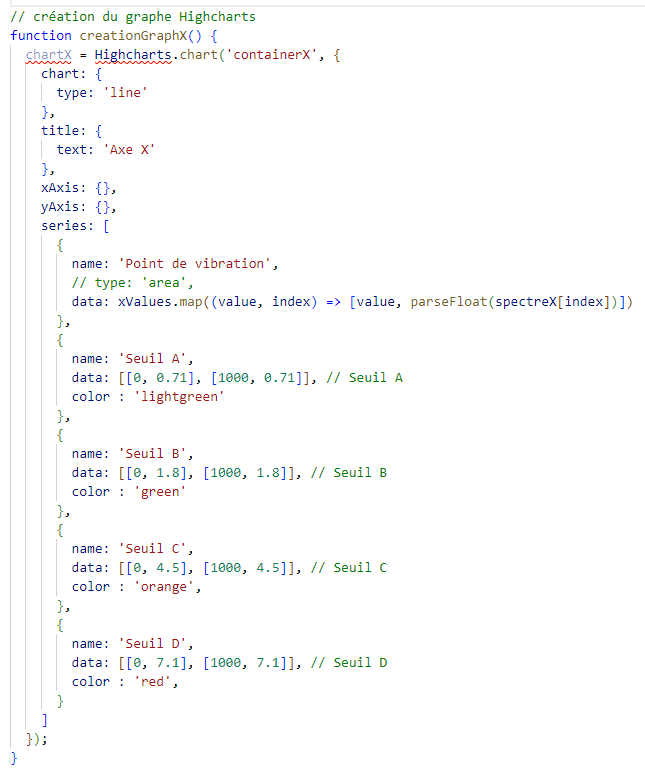 // création du graphe Highcharts
function creationGraphX() {
  chartX = Highcharts.chart('containerX', {
    chart: {
      type: 'line'
    },
    title: {
      text: 'Axe X'
    },
    xAxis: {},
    yAxis: {},
    series: [
      {
        name: 'Point de vibration',
        // type: 'area',
        data: xValues.map((value, index) => [value, parseFloat(spectreX[index])])
      },
      {
        name: 'Seuil A',
        data: [[0, 0.71], [1000, 0.71]], // Seuil A
        color : 'lightgreen'
      },
      {
        name: 'Seuil B',
        data: [[0, 1.8], [1000, 1.8]], // Seuil B
        color : 'green'
      },
      {
        name: 'Seuil C',
        data: [[0, 4.5], [1000, 4.5]], // Seuil C
        color : 'orange',
      },
      {
        name: 'Seuil D',
        data: [[0, 7.1], [1000, 7.1]], // Seuil D
        color : 'red',
      }
    ]
  });
}